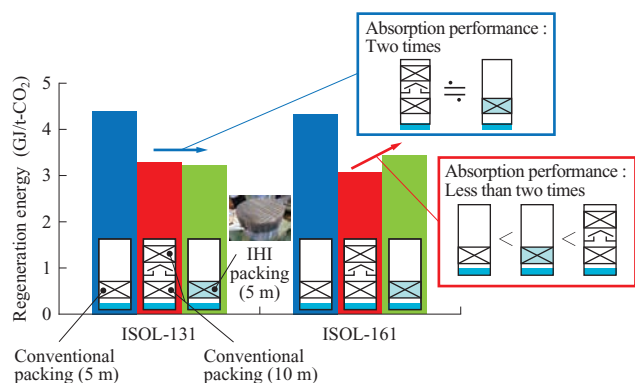 Absorption performance :
Two times
≒
Absorption performance :
Less than two times
<
<
Regeneration energy (GJ/t-CO₂)
5
4
3
2
1
0
IHI
packing
(5 m)
ISOL-131
ISOL-161
Conventional
packing (5 m)
Conventional
packing (10 m)